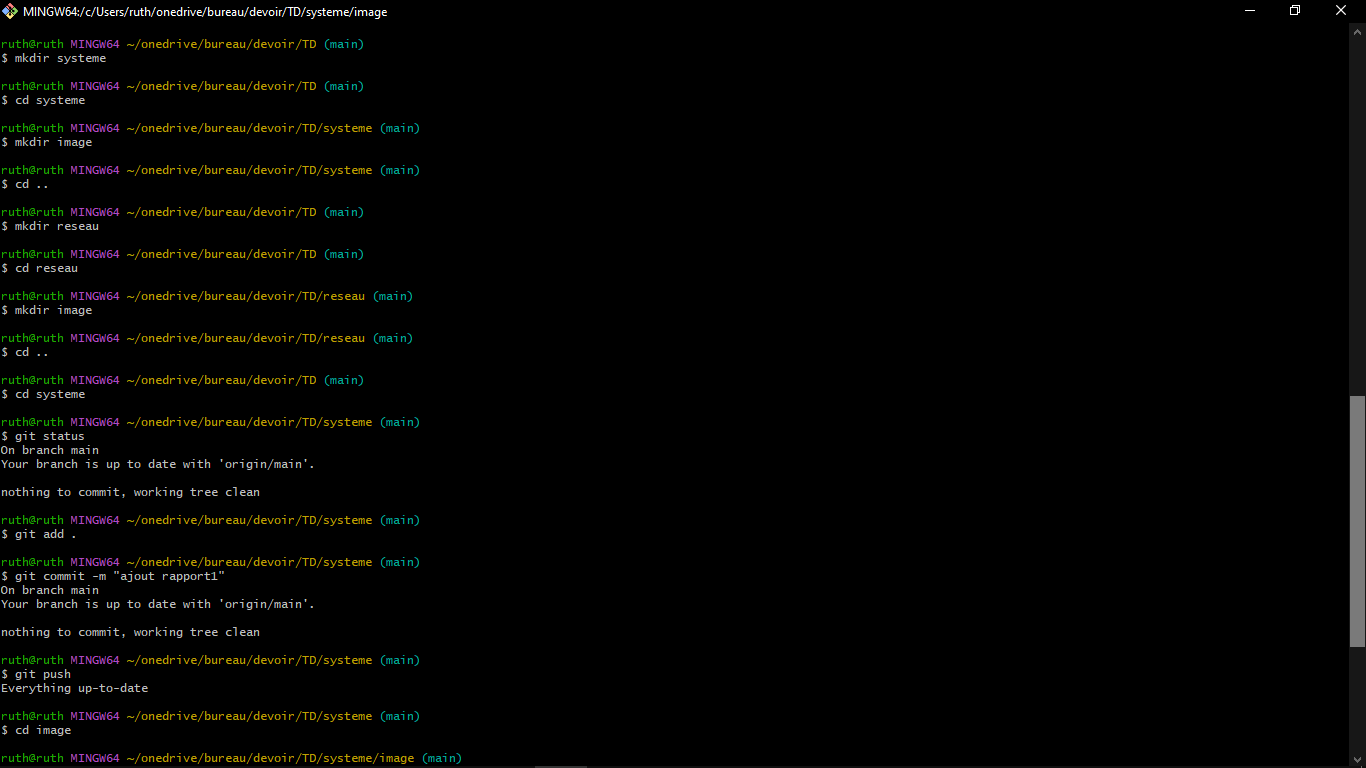 MINGW64:/c/Users/ruth/onedrive/bureau/devoir/TD/systeme/image
ruth@ruth MINGW64 ~/onedrive/bureau/devoir/TD (main)
$ mkdir systeme
ruth@ruth MINGW64 ~/onedrive/bureau/devoir/TD (main)
$ cd systeme
ruth@ruth MINGW64 ~/onedrive/bureau/devoir/TD/systeme (main)
$ mkdir image
ruth@ruth MINGW64 ~/onedrive/bureau/devoir/TD/systeme (main)
$ cd ..
ruth@ruth MINGW64 ~/onedrive/bureau/devoir/TD (main)
$ mkdir reseau
ruth@ruth MINGW64 ~/onedrive/bureau/devoir/TD (main)
$ cd reseau
ruth@ruth MINGW64 ~/onedrive/bureau/devoir/TD/reseau (main)
$ mkdir image
ruth@ruth MINGW64 ~/onedrive/bureau/devoir/TD/reseau (main)
$ cd ..
ruth@ruth MINGW64 ~/onedrive/bureau/devoir/TD (main)
$ cd systeme
ruth@ruth MINGW64 ~/onedrive/bureau/devoir/TD/systeme (main)
$ git status
On branch main
Your branch is up to date with 'origin/main'.
nothing to commit, working tree clean
ruth@ruth MINGW64 ~/onedrive/bureau/devoir/TD/systeme (main)
$ git add .
ruth@ruth MINGW64 ~/onedrive/bureau/devoir/TD/systeme (main)
$ git commit -m "ajout rapport1"
On branch main
Your branch is up to date with 'origin/main'.
nothing to commit, working tree clean
ruth@ruth MINGW64 ~/onedrive/bureau/devoir/TD/systeme (main)
$ git push
Everything up-to-date
ruth@ruth MINGW64 ~/onedrive/bureau/devoir/TD/systeme (main)
$ cd image
ruth@ruth MINGW64 ~/onedrive/bureau/devoir/TD/systeme/image (main)